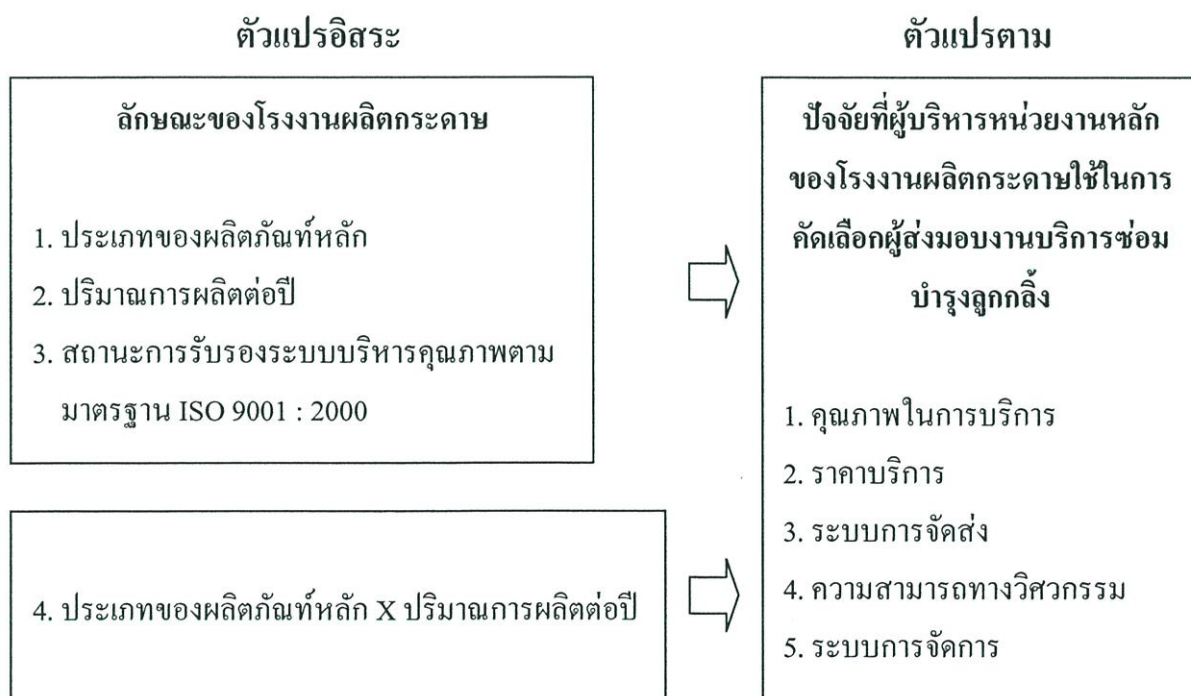 ตัวแปรอิสระ
ลักษณะของโรงงานผลิตกระดาษ
1. ประเภทของผลิตภัณฑ์หลัก
2. ปริมาณการผลิตต่อปี
3. สถานะการรับรองระบบบริหารคุณภาพตาม
มาตรฐาน ISO 9001 : 2000
4. ประเภทของผลิตภัณฑ์หลัก X ปริมาณการผลิตต่อปี
ตัวแปรตาม
ปัจจัยที่ผู้บริหารหน่วยงานหลัก
ของโรงงานผลิตกระดาษใช้ในการ
คัดเลือกผู้ส่งมอบงานบริการซ่อม
บำรุงลูกกลิ้ง
1. คุณภาพในการบริการ
2. ราคาบริการ
3. ระบบการจัดส่ง
4. ความสามารถทางวิศวกรรม
5. ระบบการจัดการ